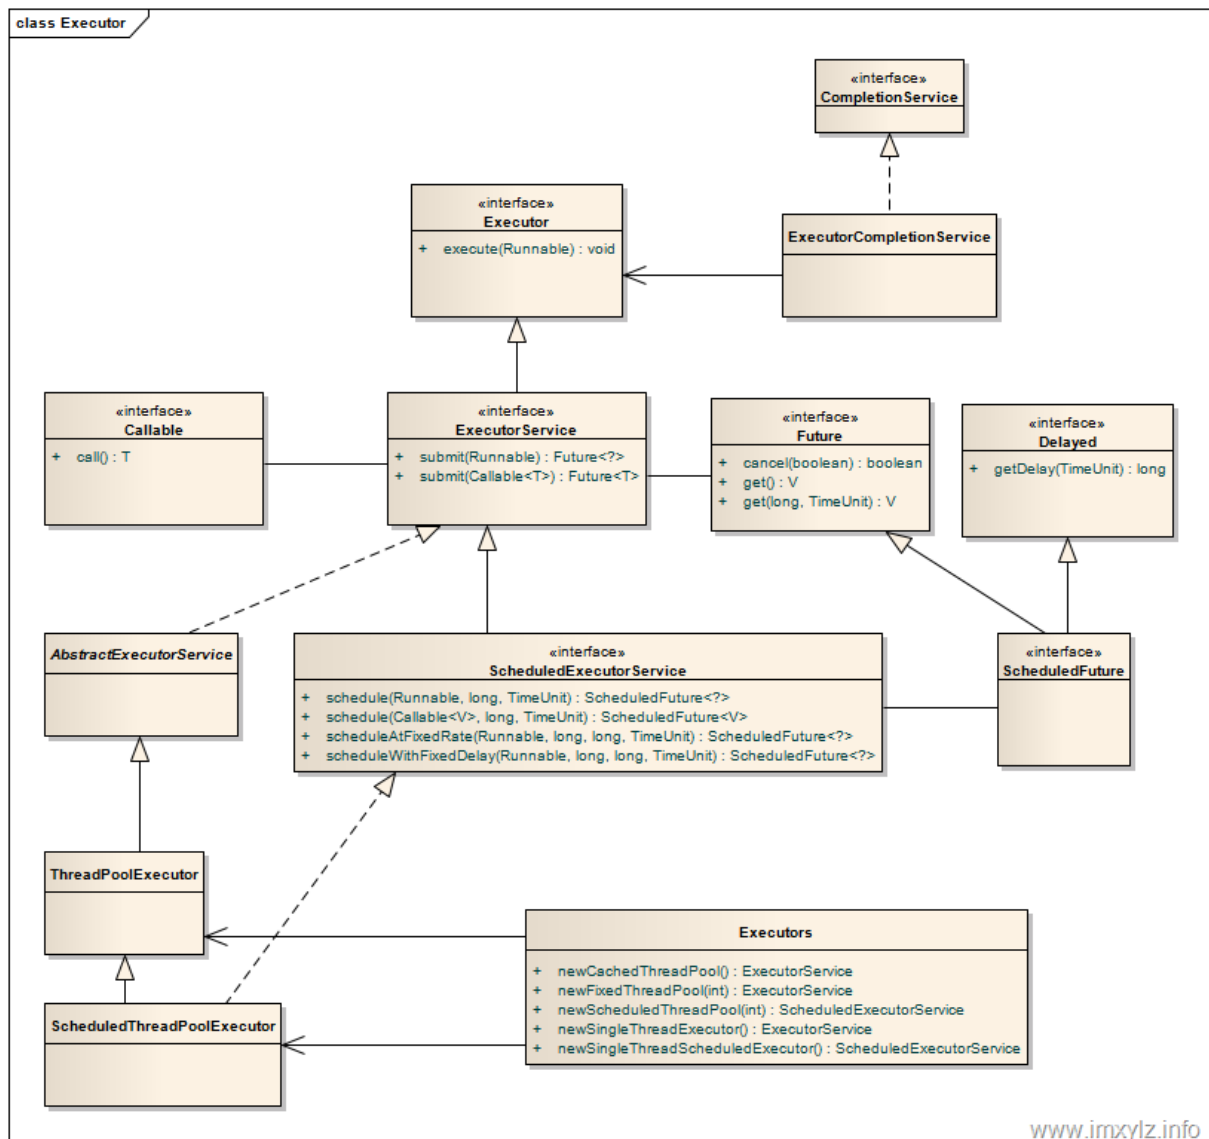 class Executor
«interface»
CompletionService
«interface»
Executor
+ execute(Runnable) : void
ExecutorCompletionService
«interface»
Callable
+ call() : T
«interface»
ExecutorService
+ submit(Runnable) : Future<?>
+ submit(Callable<T>) : Future<T>
«interface»
Future
+ cancel(boolean) : boolean
+ get() : V
+ get(long, TimeUnit) : V
«interface»
Delayed
+ getDelay(TimeUnit) : long
AbstractExecutorService
«interface»
ScheduledExecutorService
+ schedule(Runnable, long, TimeUnit) : ScheduledFuture<?>
+ schedule(Callable<V>, long, TimeUnit) : ScheduledFuture<V>
+ scheduleAtFixedRate(Runnable, long, long, TimeUnit) : ScheduledFuture<?>
+ scheduleWithFixedDelay(Runnable, long, long, TimeUnit) : ScheduledFuture<?>
«interface»
ScheduledFuture
ThreadPoolExecutor
Executors
+ newCachedThreadPool() : ExecutorService
+ newFixedThreadPool(int) : ExecutorService
+ newScheduledThreadPool(int) : ScheduledExecutorService
+ newSingleThreadExecutor() : ExecutorService
+ newSingleThreadScheduledExecutor() : ScheduledExecutorService
ScheduledThreadPoolExecutor
www.imxylz.info